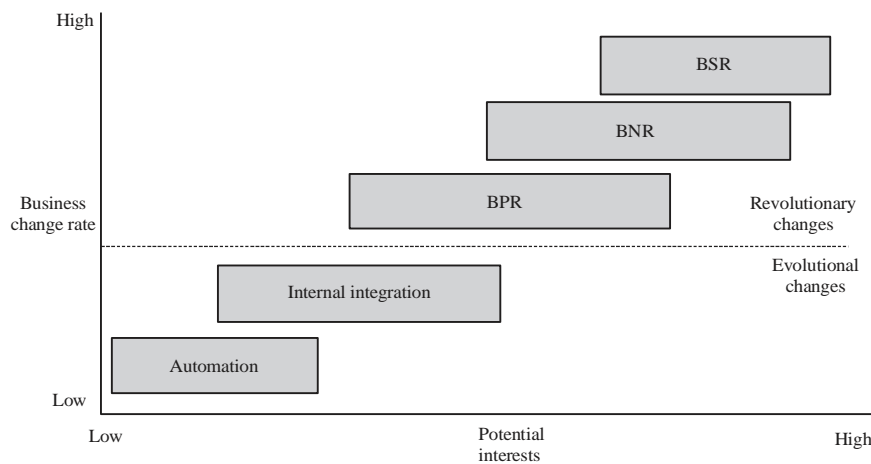 High
BSR
BNR
BPR
Business
change rate
Revolutionary
changes
Evolutional
changes
Internal integration
Automation
Low
Low
Potential
interests
High